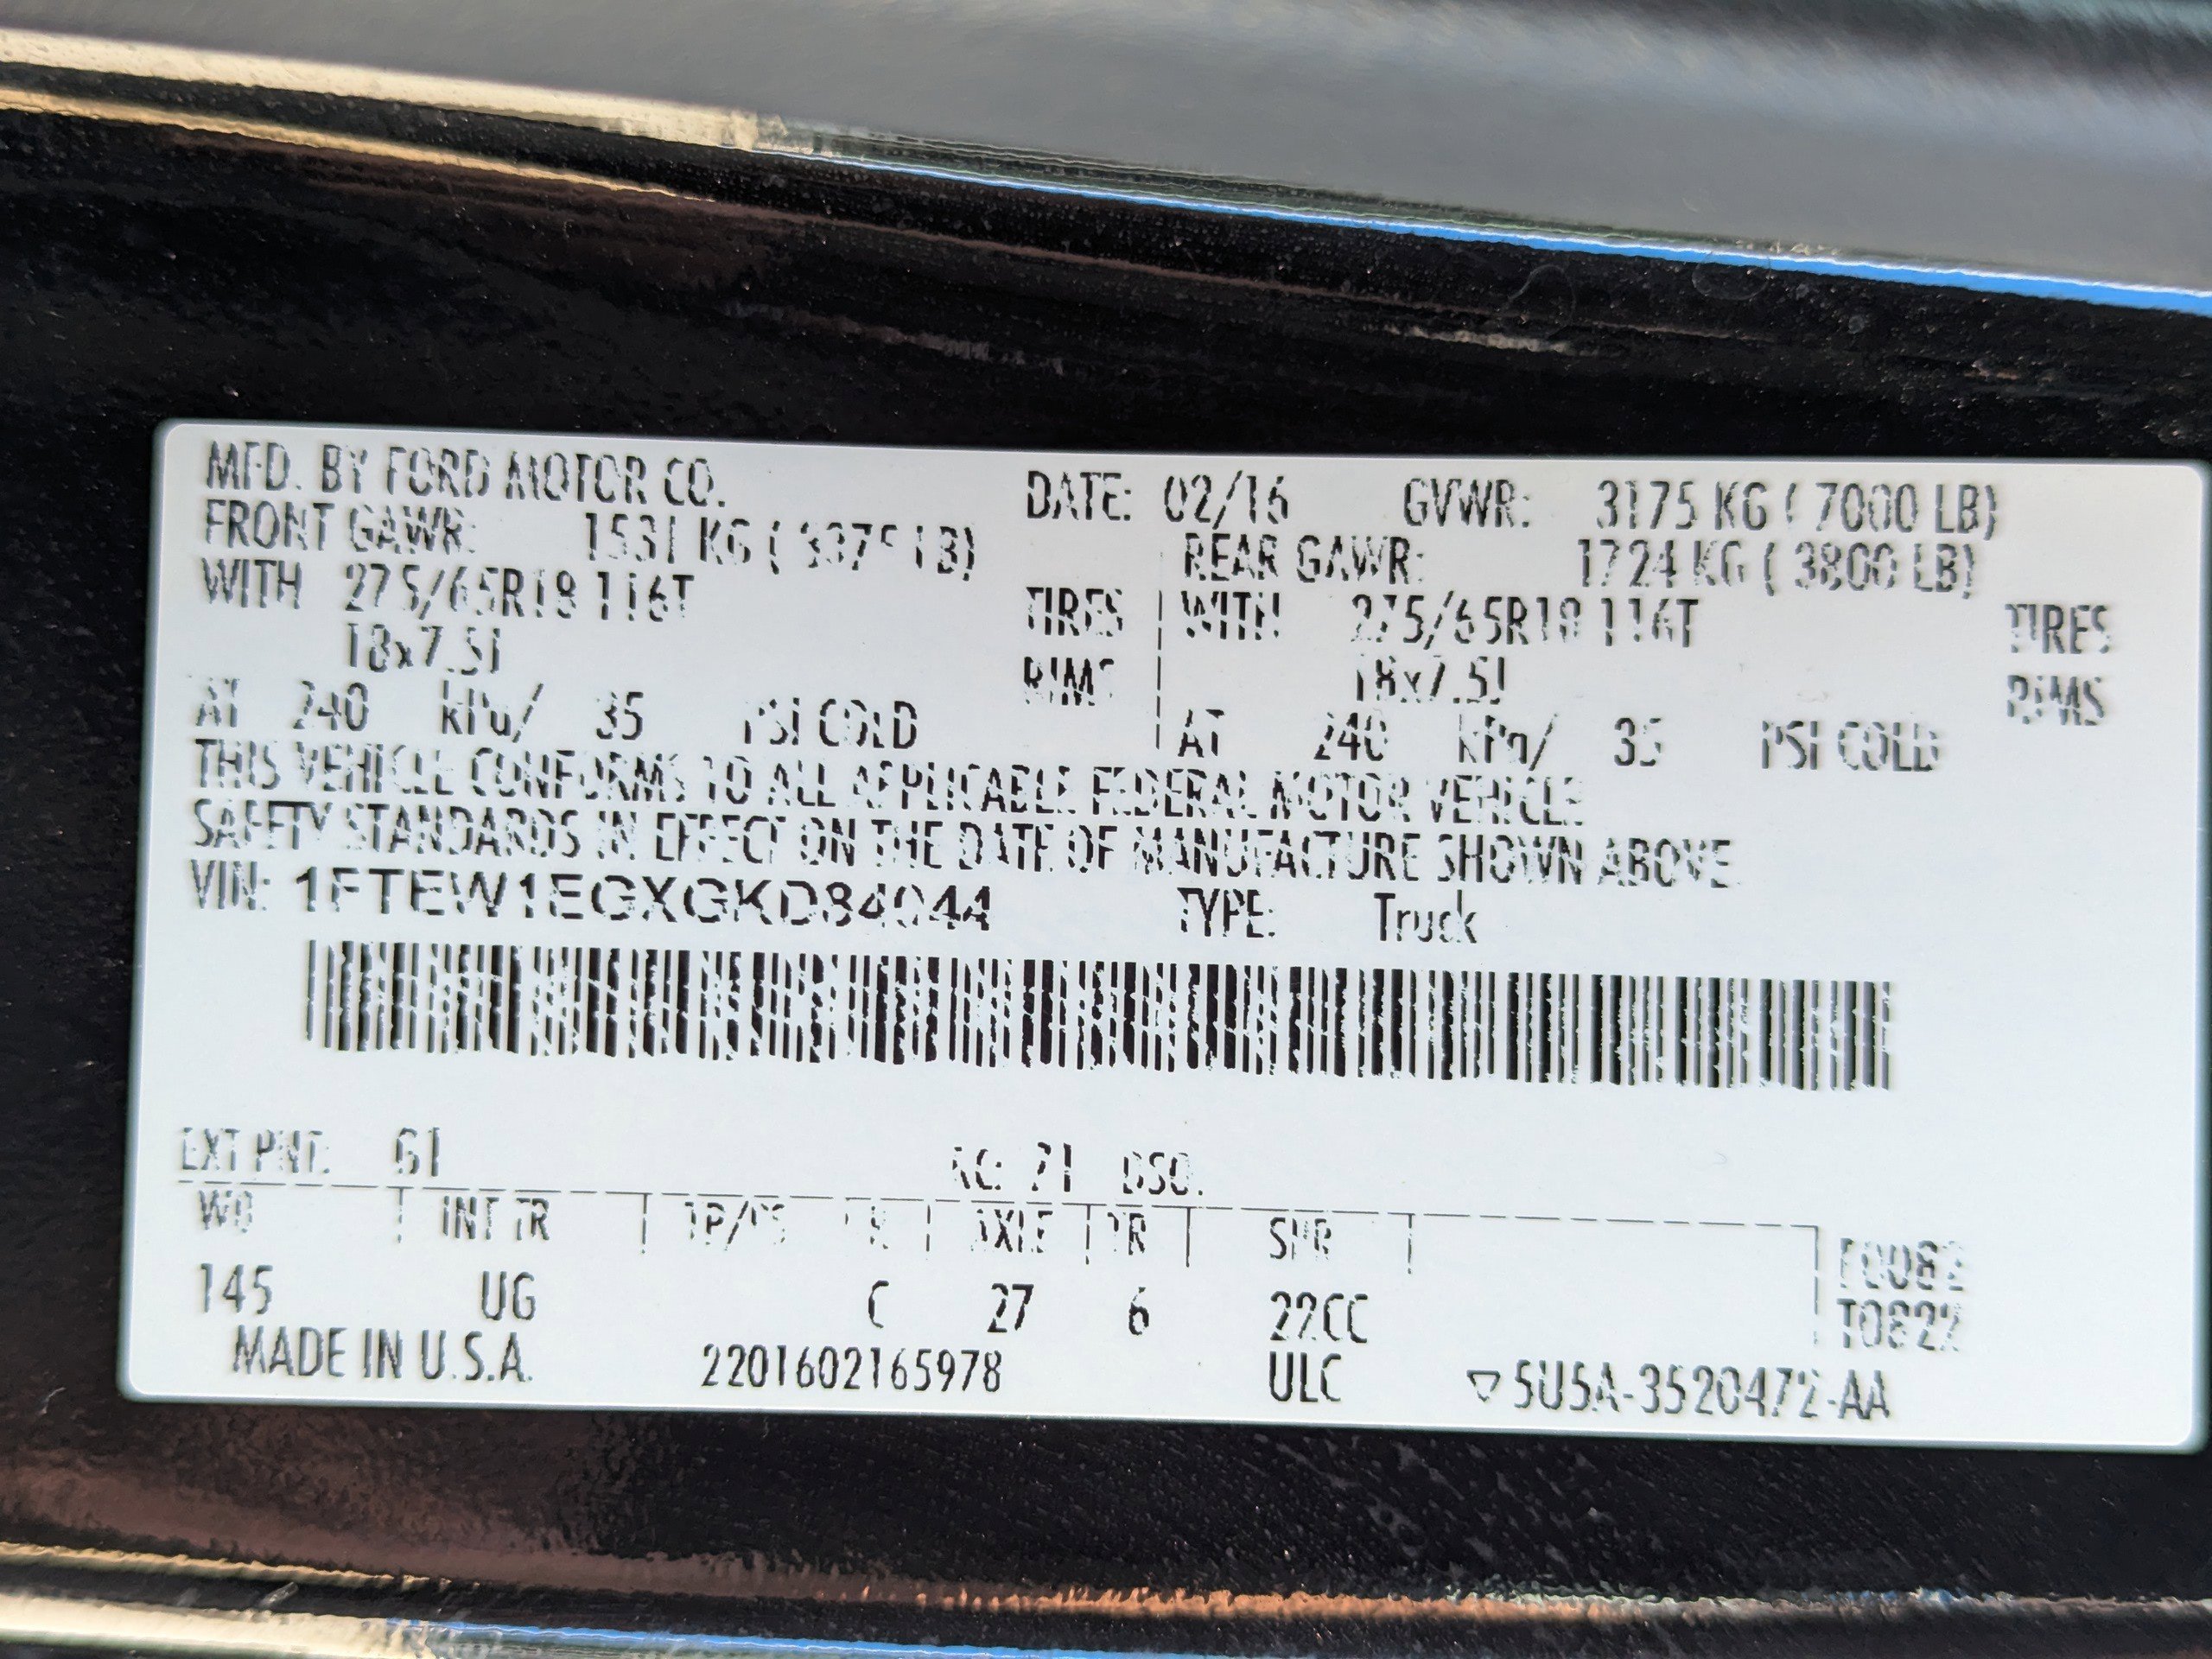 MFD. BY FORD MOTOR CO. DATE: 02/16 GVWR: 3175 KG ( 7000 LB)
FRONT GAWR: 1531 KG ( 3375 LB) REAR GAWR: 1724 KG ( 3800 LB)
WITH 275/65R18 116T TIRES WITH 275/65R18 116T TIRES
18x7.5J RIMS 18x7.5J RIMS
AT 240 kPa/ 35 PSI COLD AT 240 kPa/ 35 PSI COLD
THIS VEHICLE CONFORMS TO ALL APPLICABLE FEDERAL MOTOR VEHICLE
SAFETY STANDARDS IN EFFECT ON THE DATE OF MANUFACTURE SHOWN ABOVE.
VIN: 1FTEW1EGXGKD84044 TYPE: Truck
EXT PNT: G1 RC: 71 DSO:
WB INT TR TP/PS R AXLE TR SPR
145 UG C 27 6 22CC T0822
MADE IN U.S.A. 2201602165978 ULC ▽5U5A-3520472-AA